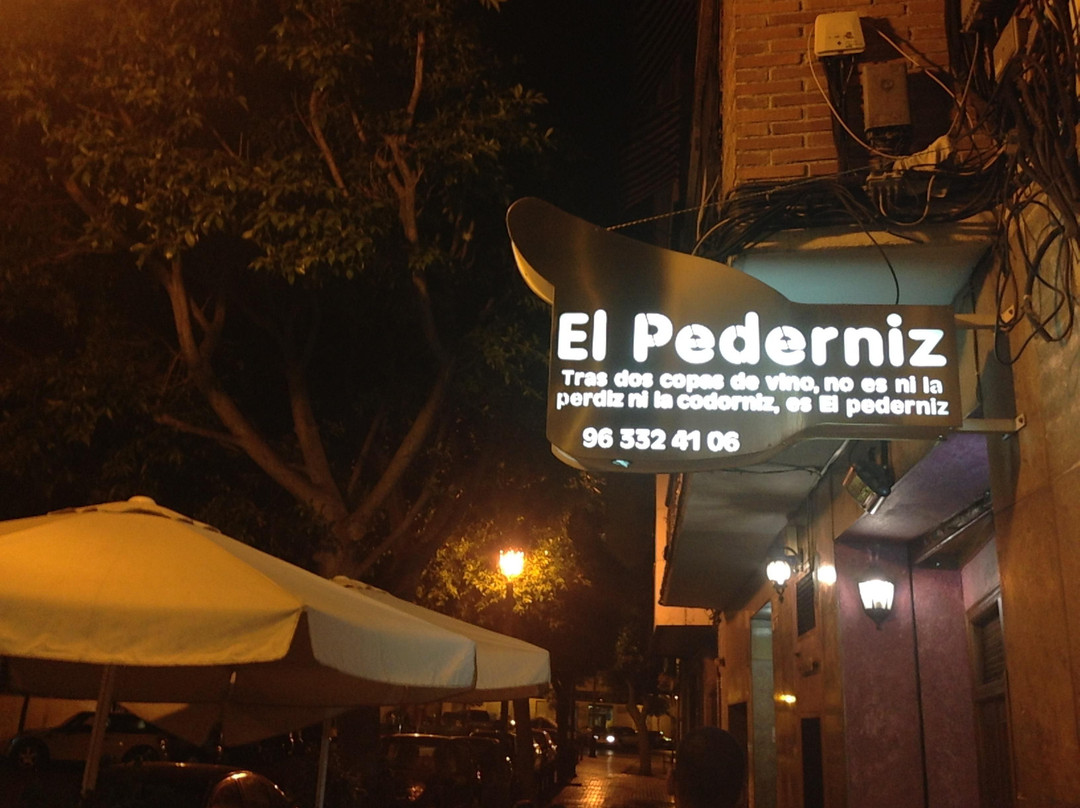 El Pederniz
Tras dos copas de vino, no es ni la
perdiz ni la codorniz, es El pederniz
96 332 41 06